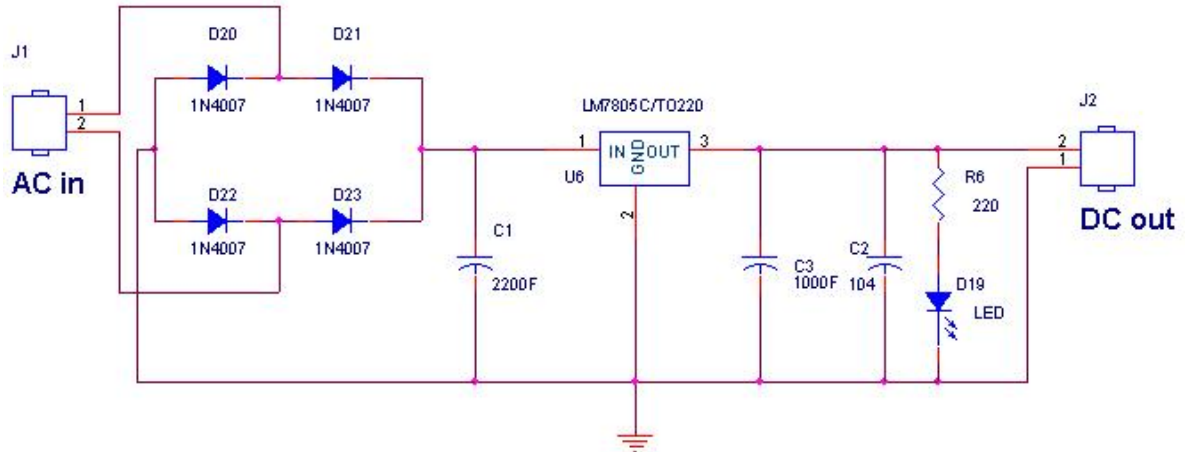 J1
1
2
AC in
D20
1N4007
D21
1N4007
D22
1N4007
D23
1N4007
C1
2200F
LM7805C/TO220
1
IN
GND
OUT
3
U6
2
C3
1000F
C2
104
R6
220
D19
LED
J2
2
1
DC out